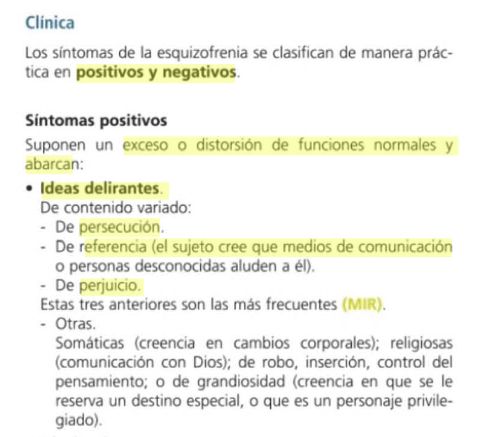 Clínica
Los síntomas de la esquizofrenia se clasifican de manera prác-
tica en positivos y negativos.
Síntomas positivos
Suponen un exceso o distorsión de funciones normales y
abarcan:
• Ideas delirantes.
De contenido variado:
- De persecución.
- De referencia (el sujeto cree que medios de comunicación
o personas desconocidas aluden a él).
- De perjuicio.
Estas tres anteriores son las más frecuentes (MIR).
- Otras.
Somáticas (creencia en cambios corporales); religiosas
(comunicación con Dios); de robo, inserción, control del
pensamiento; o de grandiosidad (creencia en que se le
reserva un destino especial, o que es un personaje privile-
giado).